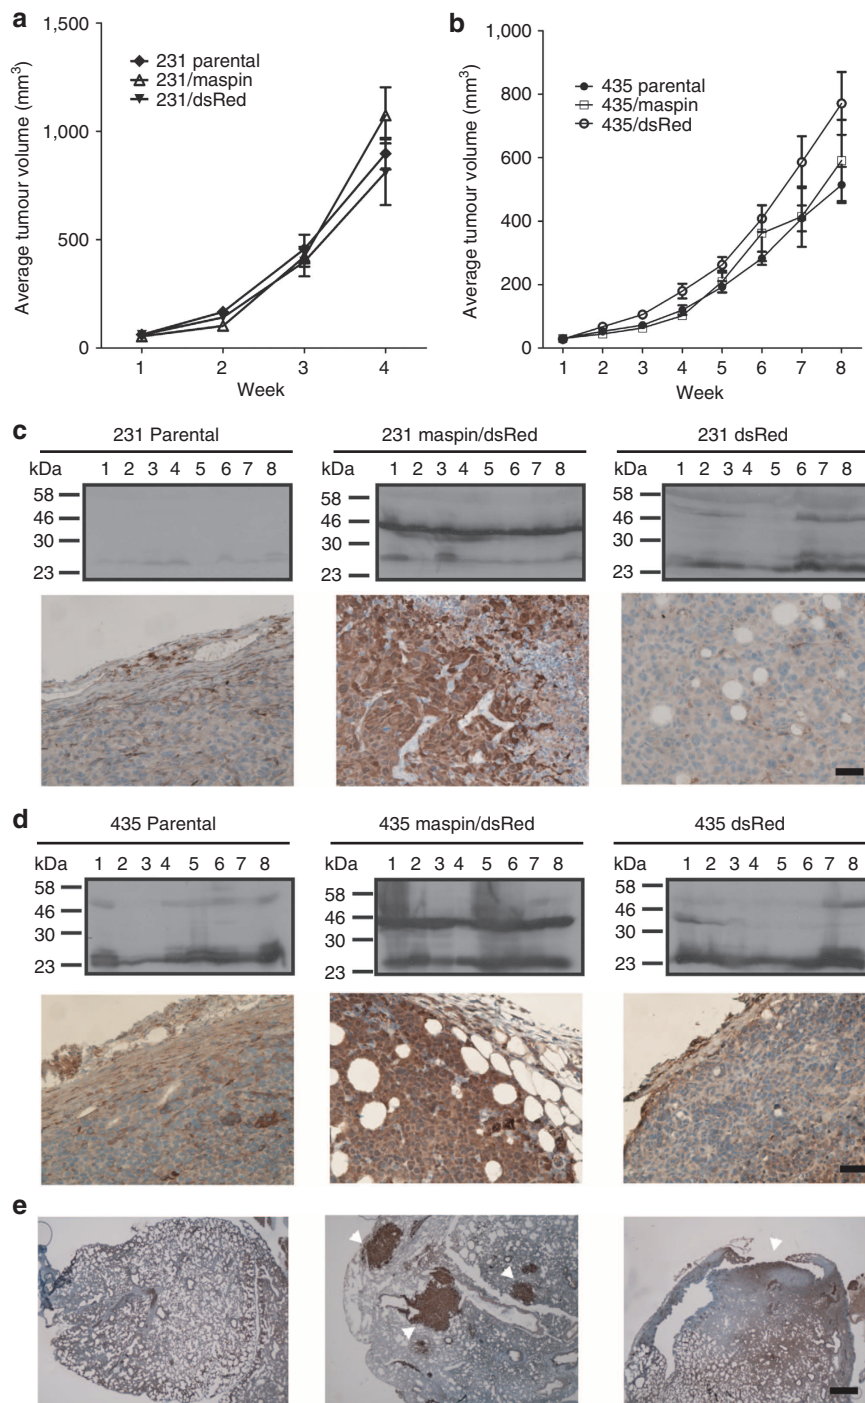 a
1,500
1,000
500
0
Average tumour volume (mm³)
231 parental
231/maspin
231/dsRed
1 2 3 4
Week
b
1,000
800
600
400
200
0
Average tumour volume (mm³)
435 parental
435/maspin
435/dsRed
1 2 3 4 5 6 7 8
Week
c
231 Parental
kDa 1 2 3 4 5 6 7 8
58
46
30
23
231 maspin/dsRed
kDa 1 2 3 4 5 6 7 8
58
46
30
23
231 dsRed
kDa 1 2 3 4 5 6 7 8
58
46
30
23
d
435 Parental
kDa 1 2 3 4 5 6 7 8
58
46
30
23
435 maspin/dsRed
kDa 1 2 3 4 5 6 7 8
58
46
30
23
435 dsRed
kDa 1 2 3 4 5 6 7 8
58
46
30
23
e